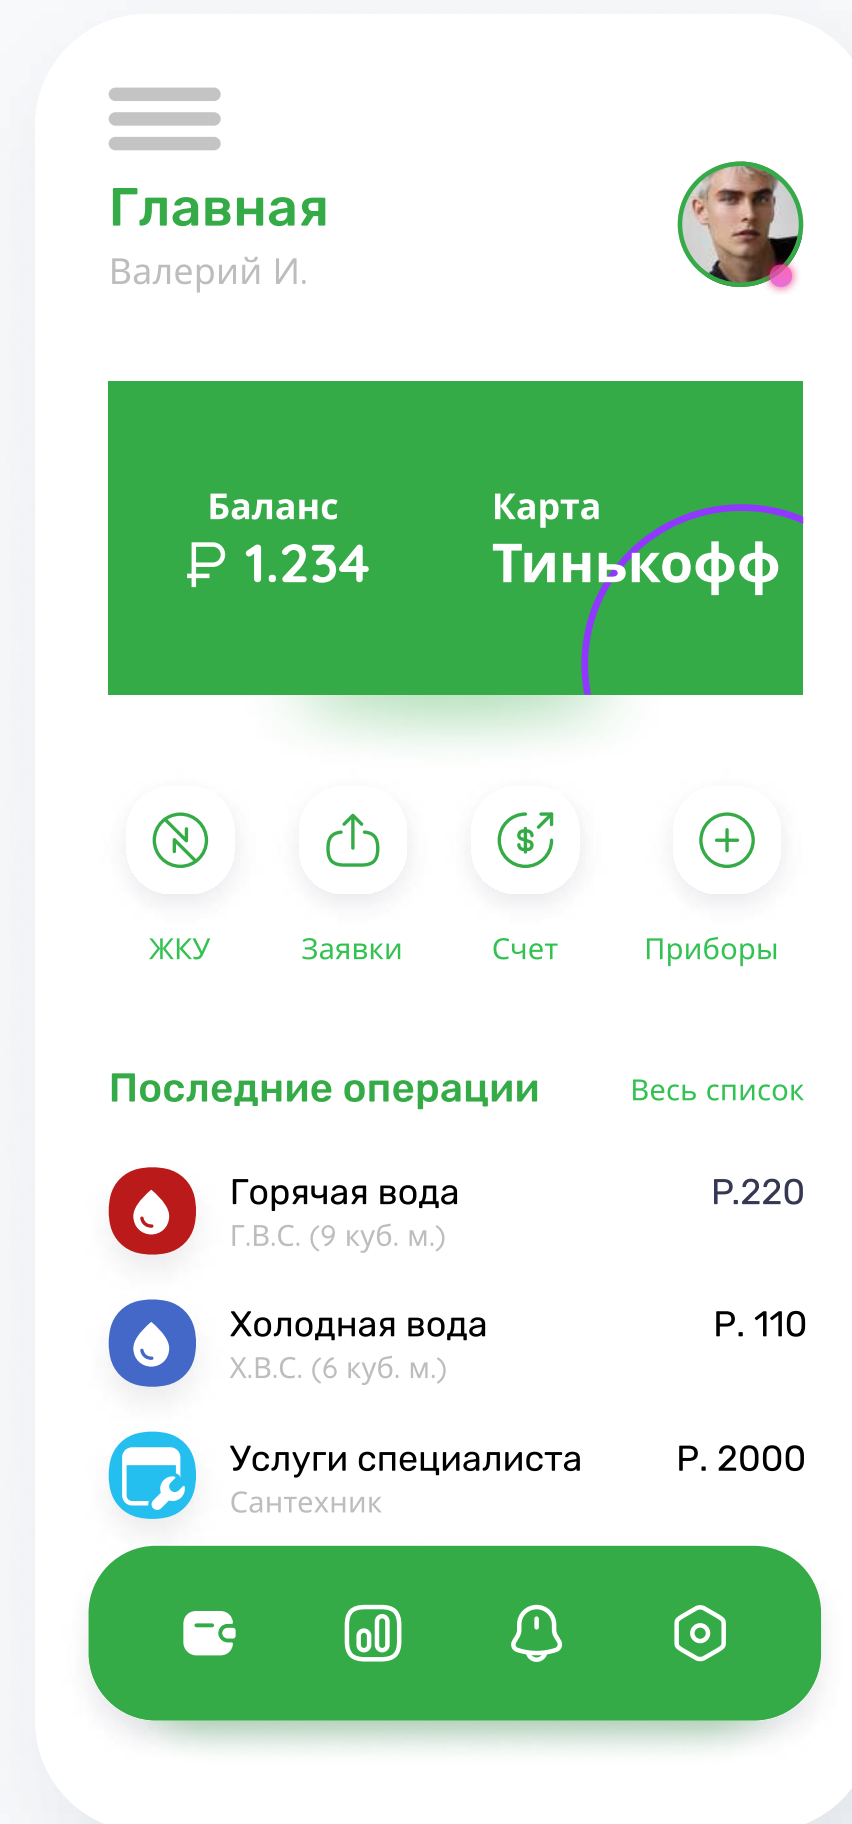 Главная
Валерий И.
Баланс
₽ 1.234
Карта
Тинькофф
ЖКУ
Заявки
Счет
Приборы
Последние операции
Весь список
Горячая вода
Р.220
Г.В.С. (9 куб. м.)
Холодная вода
Р. 110
Х.В.С. (6 куб. м.)
Услуги специалиста
Р. 2000
Сантехник